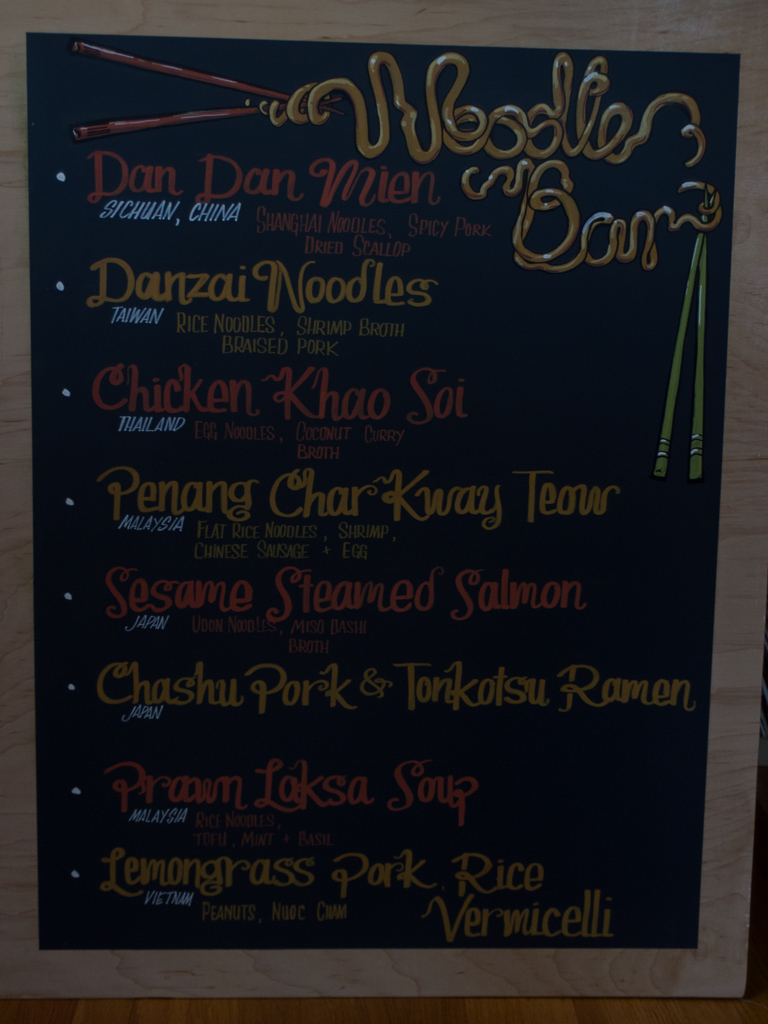 Noodle
Bar
Dan Dan Mien
SICHUAN, CHINA
SHANGHAI NOODLES, SPICY PORK
DRIED SCALLOP
Danzai Noodles
TAIWAN
RICE NOODLES, SHRIMP BROTH
BRAISED PORK
Chicken Khao Soi
THAILAND
EGG NOODLES, COCONUT CURRY
BROTH
Penang Char Kway Teow
MALAYSIA
FLAT RICE NOODLES, SHRIMP,
CHINESE SAUSAGE + EGG
Sesame Steamed Salmon
JAPAN
UDON NOODLES, MISO DASHI
BROTH
Chashu Pork & Tonkotsu Ramen
JAPAN
Prawn Laksa Soup
MALAYSIA
RICE NOODLES,
TOFU, MINT + BASIL
Lemongrass Pork, Rice
Vermicelli
VIETNAM
PEANUTS, NUOC CHAM